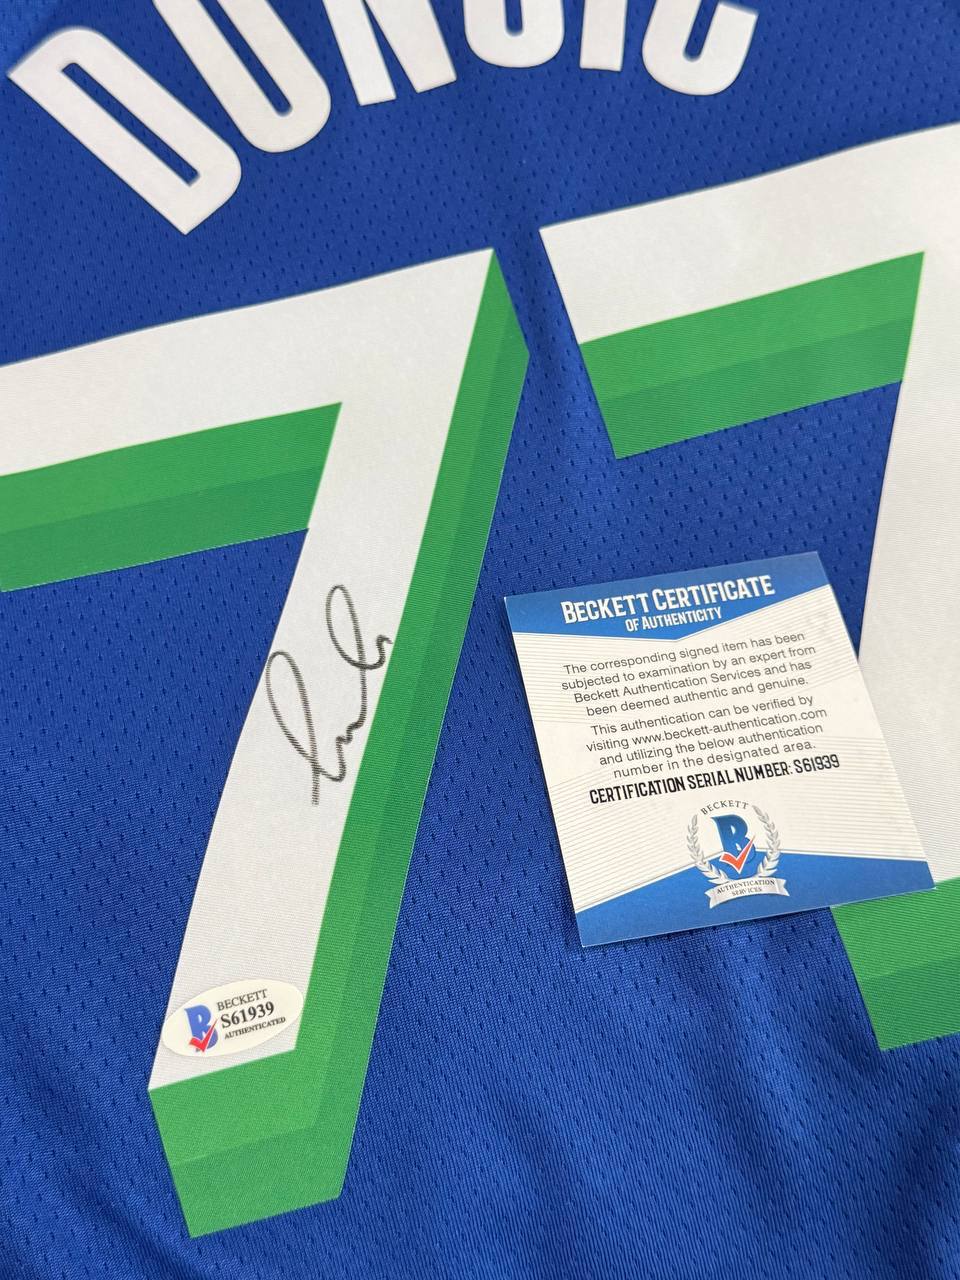 DONČIĆ
77
BECKETT CERTIFICATE
OF AUTHENTICITY
The corresponding signed item has been
subjected to examination by an expert from
Beckett Authentication Services and has
been deemed authentic and genuine.
This authentication can be verified by
visiting www.beckett-authentication.com
and utilizing the below authentication
number in the designated area.
CERTIFICATION SERIAL NUMBER: S61939
BECKETT
B
AUTHENTICATION
SERVICES
BECKETT
B S61939
AUTHENTICATED